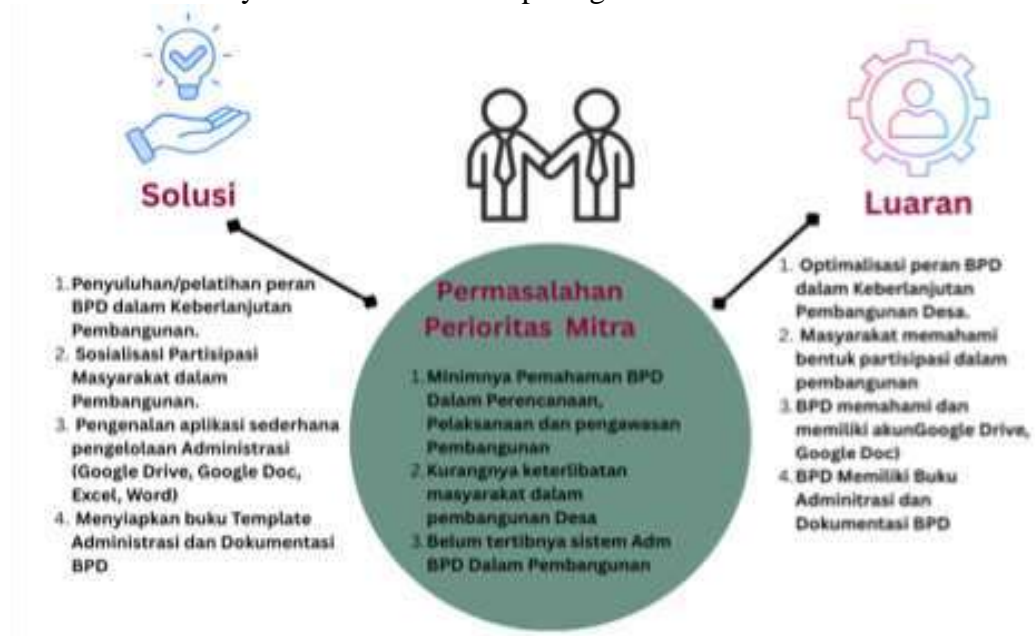 Solusi
1. Penyuluhan/pelatihan peran
BPD dalam Keberlanjutan
Pembangunan.
2. Sosialisasi Partisipasi
Masyarakat dalam
Pembangunan.
3. Pengenalan aplikasi sederhana
pengelolaan Administrasi
(Google Drive, Google Doc,
Excel, Word)
4. Menyiapkan buku Template
Administrasi dan Dokumentasi
BPD
Permasalahan
Perioritas Mitra
1. Minimnya Pemahaman BPD
Dalam Perencanaan,
Pelaksanaan dan pengawasan
Pembangunan
2. Kurangnya keterlibatan
masyarakat dalam
pembangunan Desa
3. Belum tertibnya sistem Adm
BPD Dalam Pembangunan
Luaran
1. Optimalisasi peran BPD
dalam Keberlanjutan
Pembangunan Desa.
2. Masyarakat memahami
bentuk partisipasi dalam
pembangunan
3. BPD memahami dan
memiliki akunGoogle Drive,
Google Doc)
4. BPD Memiliki Buku
Adminitrasi dan
Dokumentasi BPD